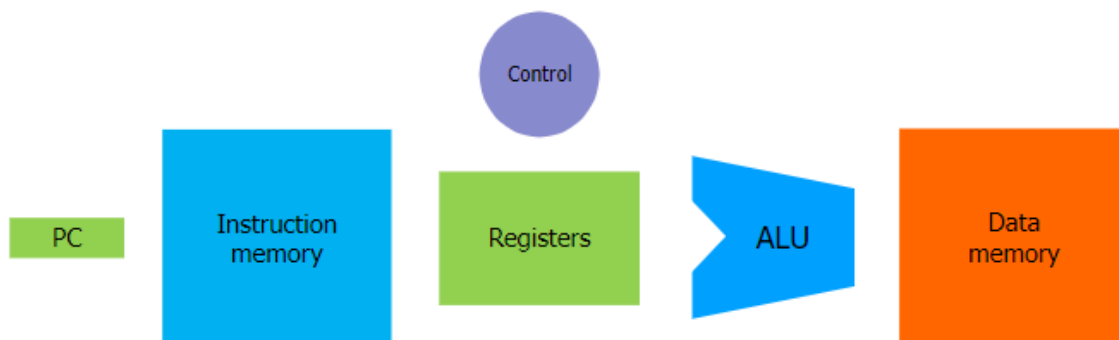 Control
PC
Instruction
memory
Registers
ALU
Data
memory